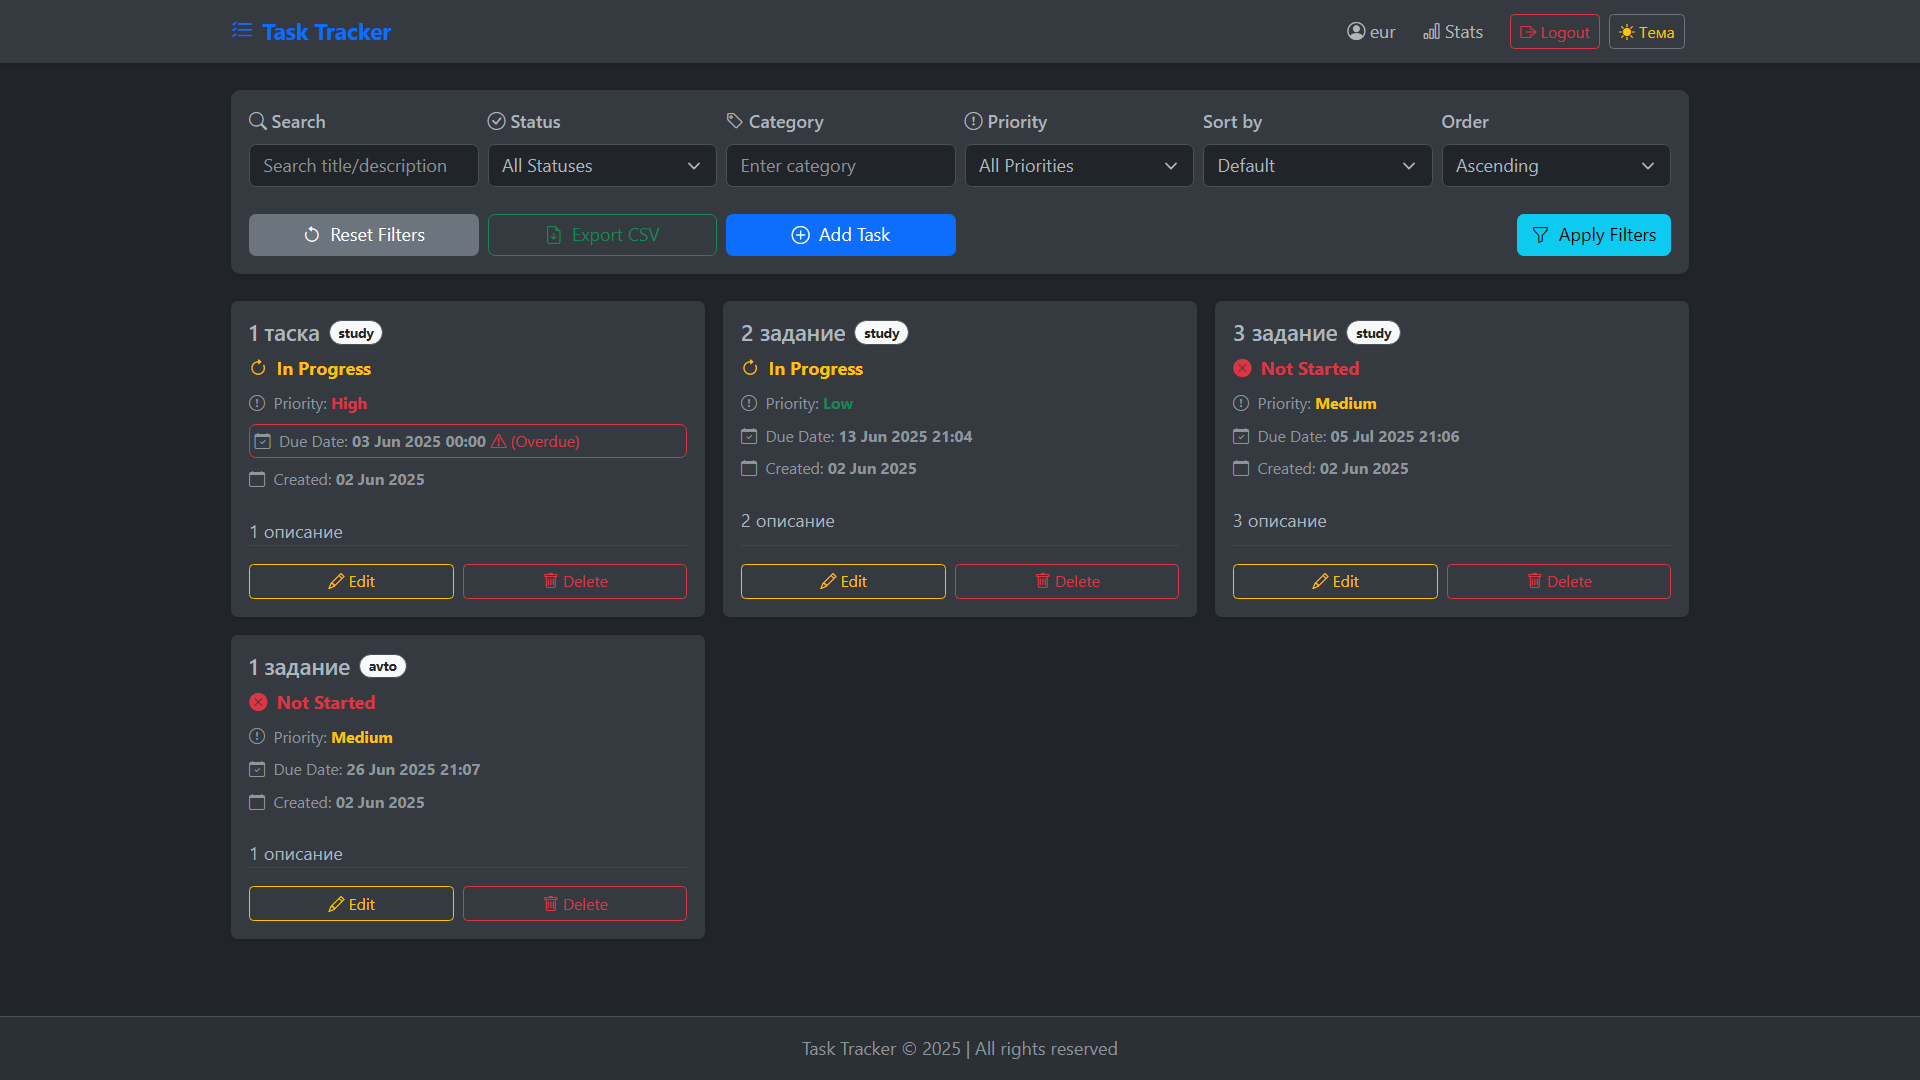 Task Tracker
eur
Stats
Logout
Тема
Search
Status
Category
Priority
Sort by
Order
Search title/description
All Statuses
Enter category
All Priorities
Default
Ascending
Reset Filters
Export CSV
Add Task
Apply Filters
1 таска study
In Progress
Priority: High
Due Date: 03 Jun 2025 00:00 (Overdue)
Created: 02 Jun 2025
1 описание
Edit
Delete
2 задание study
In Progress
Priority: Low
Due Date: 13 Jun 2025 21:04
Created: 02 Jun 2025
2 описание
Edit
Delete
3 задание study
Not Started
Priority: Medium
Due Date: 05 Jul 2025 21:06
Created: 02 Jun 2025
3 описание
Edit
Delete
1 задание avto
Not Started
Priority: Medium
Due Date: 26 Jun 2025 21:07
Created: 02 Jun 2025
1 описание
Edit
Delete
Task Tracker © 2025 | All rights reserved